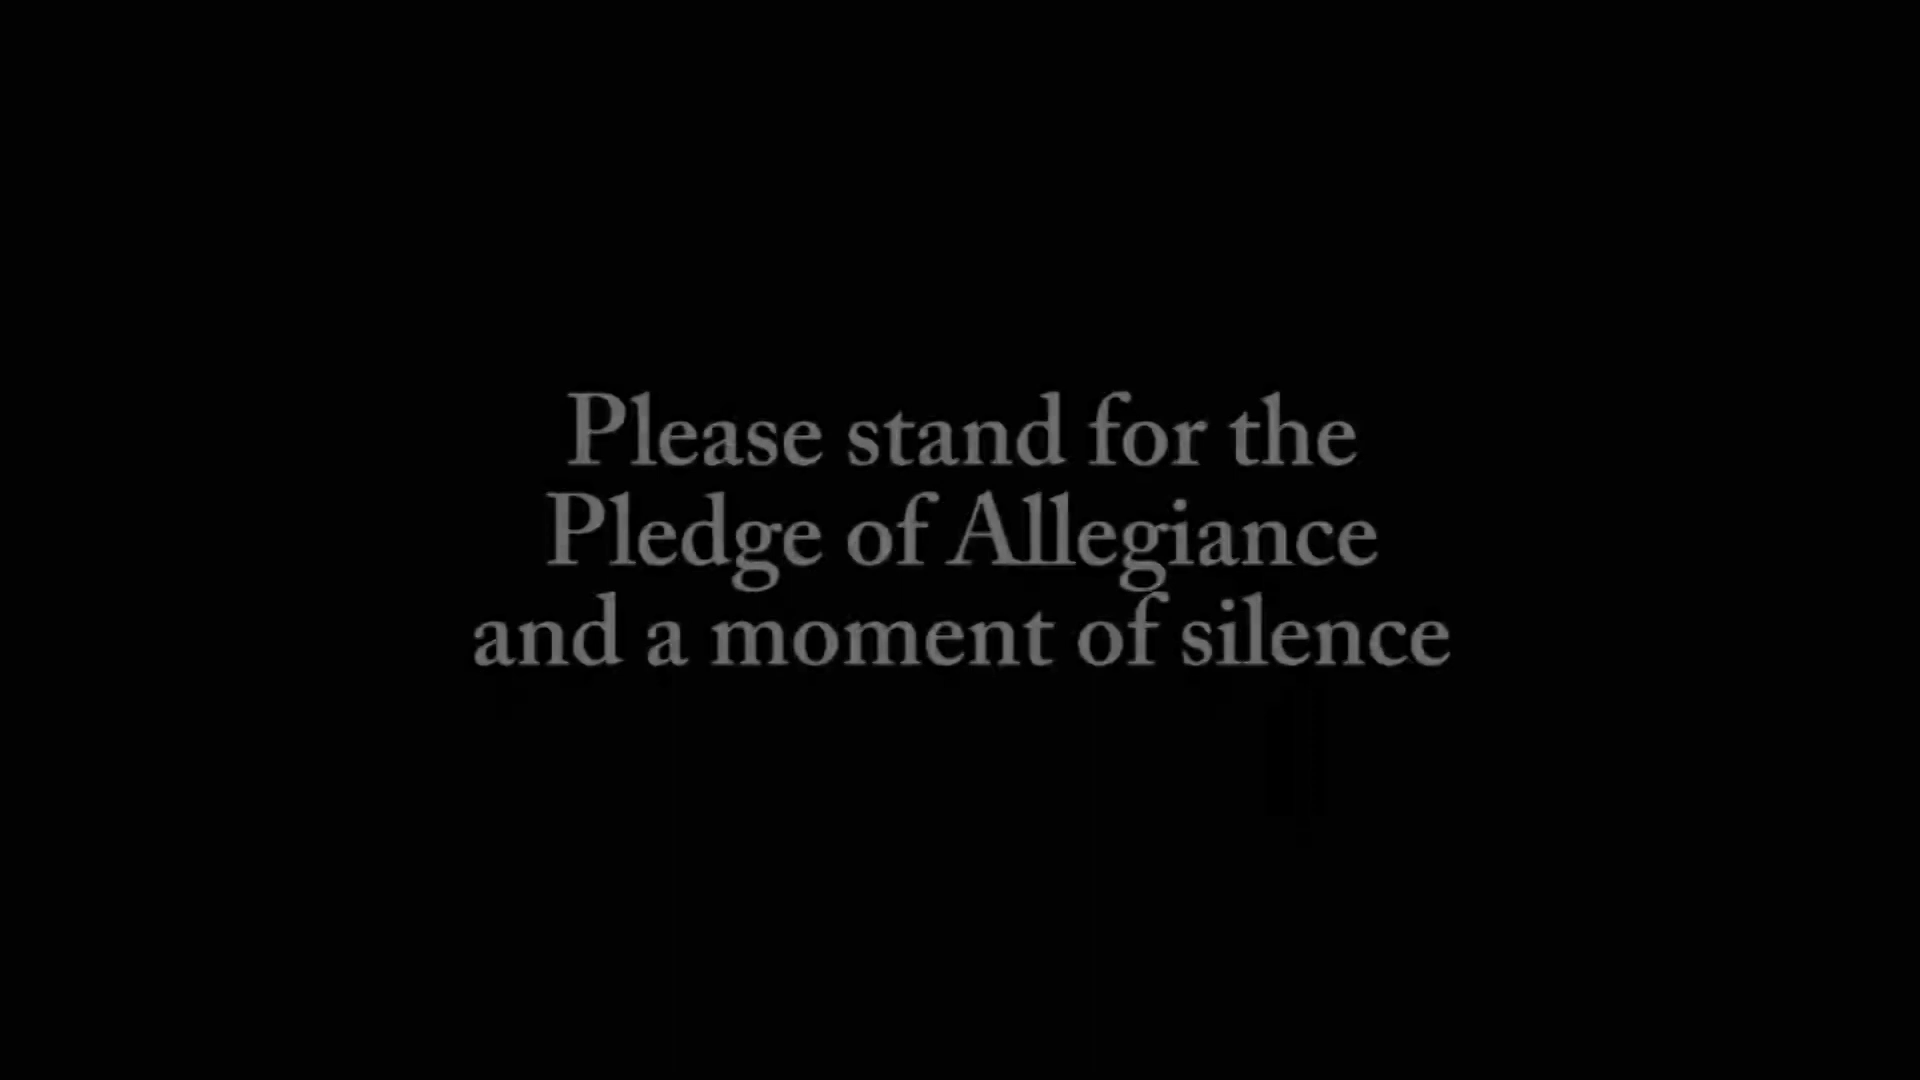 Please stand for the
Pledge of Allegiance
and a moment of silence